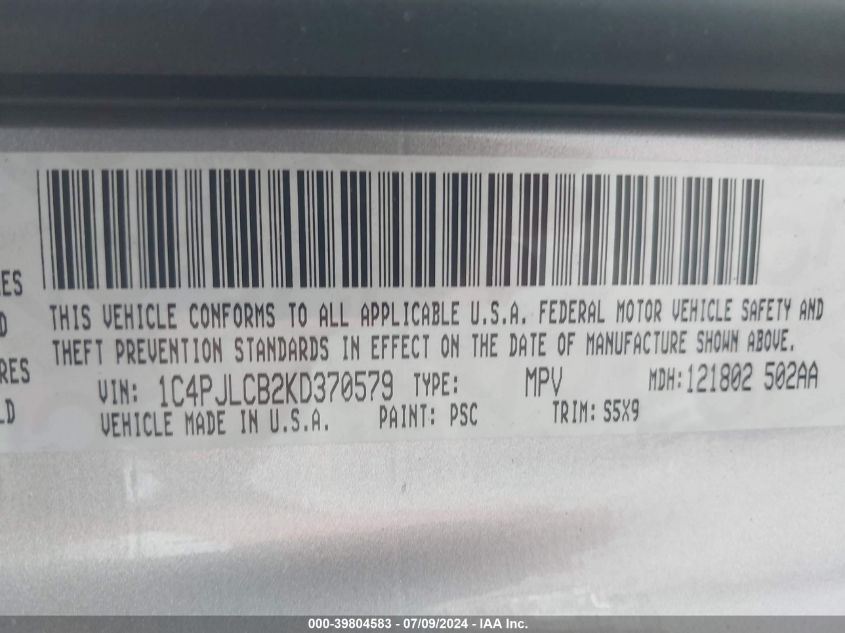 ES
D
RES
LD
THIS VEHICLE CONFORMS TO ALL APPLICABLE U.S.A. FEDERAL MOTOR VEHICLE SAFETY AND
THEFT PREVENTION STANDARDS IN EFFECT ON THE DATE OF MANUFACTURE SHOWN ABOVE.
VIN: 1C4PJLCB2KD370579 TYPE: MPV MDH:121802 502AA
VEHICLE MADE IN U.S.A. PAINT: PSC TRIM: S5X9
000-39804583 - 07/09/2024 - IAA Inc.